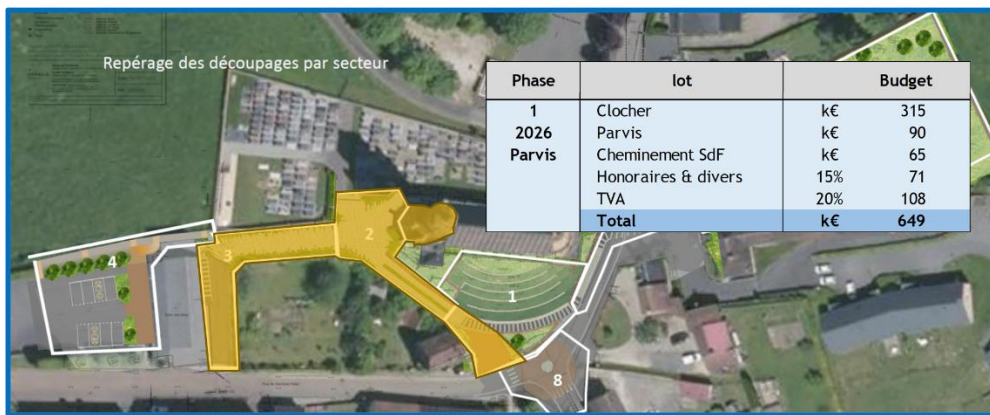 Repérage des découpages par secteur
Phase lot Budget
1 Clocher k€ 315
2026 Parvis k€ 90
Parvis Cheminement SdF k€ 65
Honoraires & divers 15% 71
TVA 20% 108
Total k€ 649
4
3
2
1
8